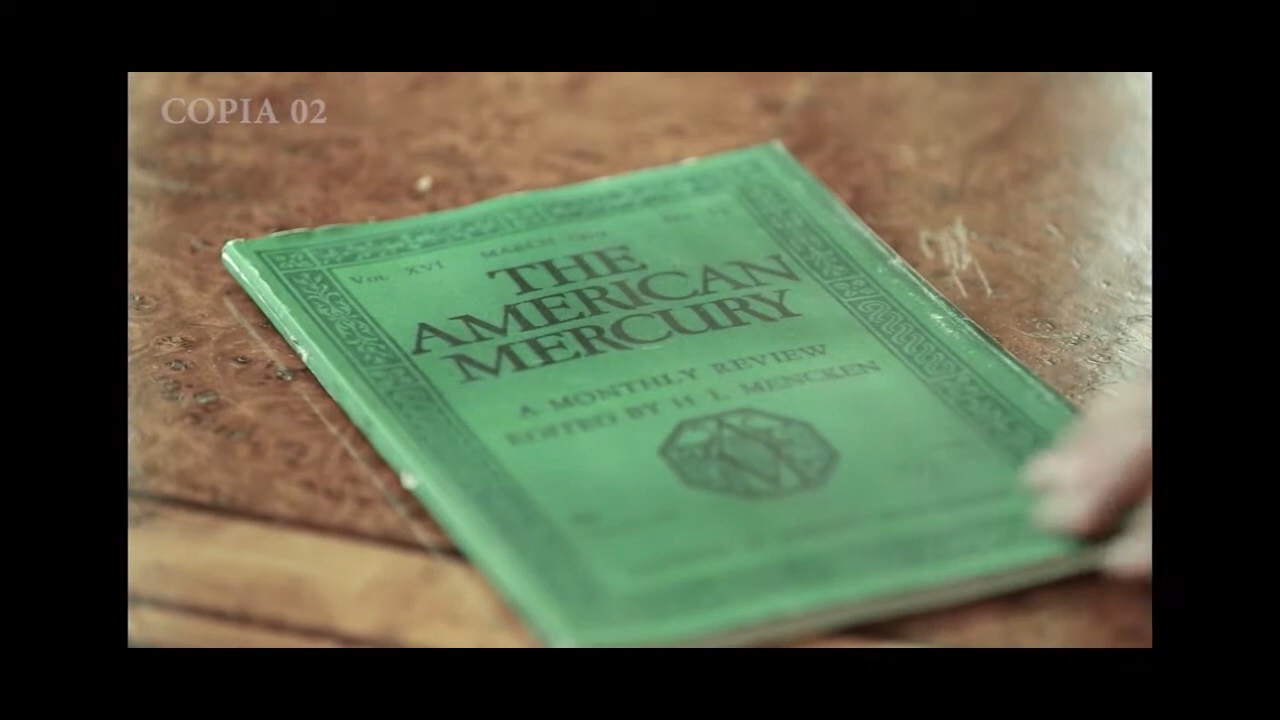 COPIA 02
VOL XVI MARCH
THE
AMERICAN
MERCURY
A MONTHLY REVIEW
EDITED BY H L MENCKEN